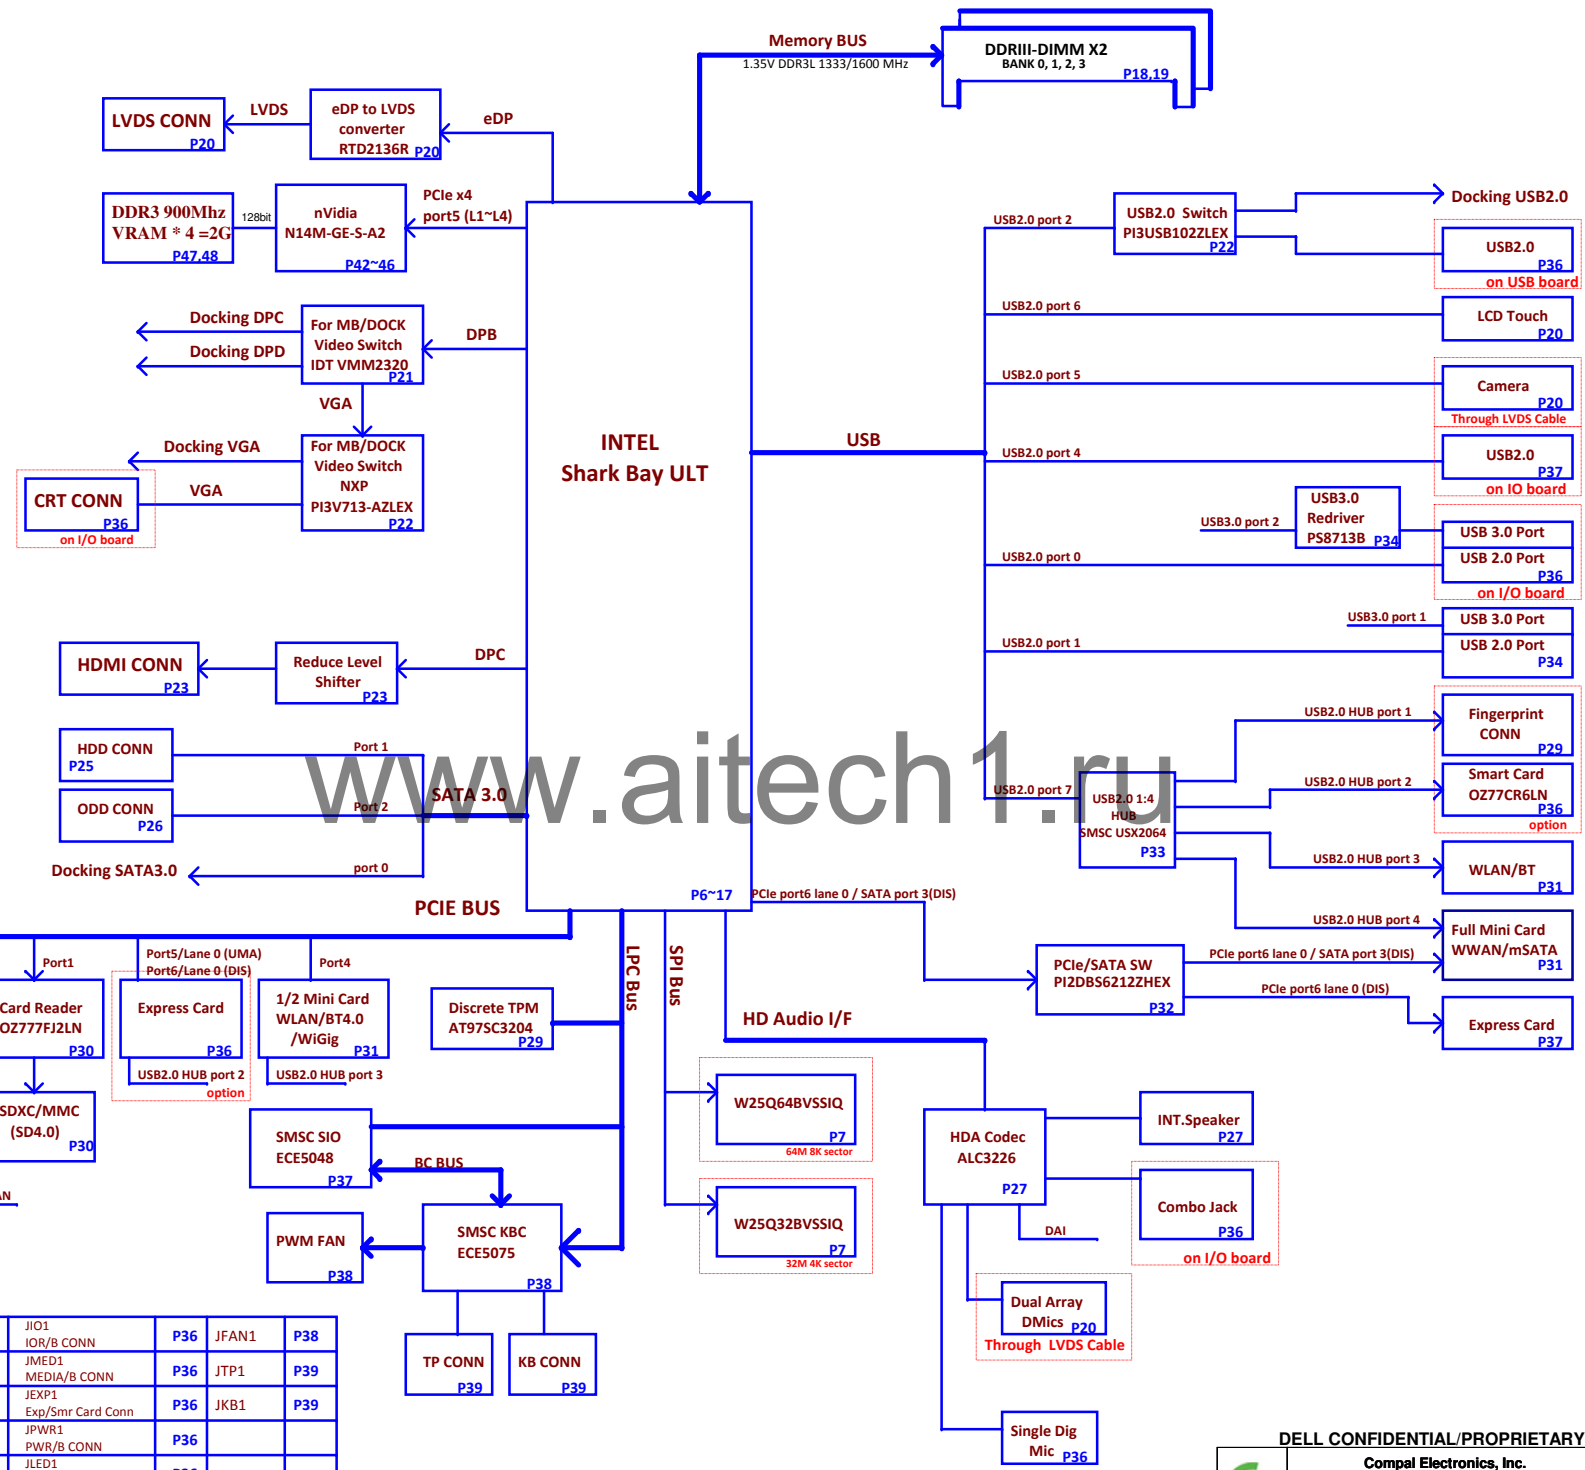 Memory BUS
1.35V DDR3L 1333/1600 MHz
DDRIII-DIMM X2
BANK 0, 1, 2, 3
P18,19
LVDS CONN
P20
LVDS
eDP to LVDS
converter
RTD2136R P20
eDP
DDR3 900Mhz
VRAM * 4 =2G
P47,48
128bit
nVidia
N14M-GE-S-A2
P42~46
PCIe x4
port5 (L1~L4)
Docking DPC
Docking DPD
For MB/DOCK
Video Switch
IDT VMM2320
P21
DPB
VGA
Docking VGA
VGA
CRT CONN
P36
on I/O board
For MB/DOCK
Video Switch
NXP
PI3V713-AZLEX
P22
INTEL
Shark Bay ULT
P6~17
HDMI CONN
P23
Reduce Level
Shifter
P23
DPC
HDD CONN
P25
Port 1
ODD CONN
P26
Port 2
SATA 3.0
Docking SATA3.0
port 0
www.aitech1.ru
USB
USB2.0 port 2
USB2.0 Switch
PI3USB102ZLEX
P22
Docking USB2.0
USB2.0
P36
on USB board
USB2.0 port 6
LCD Touch
P20
USB2.0 port 5
Camera
P20
Through LVDS Cable
USB2.0 port 4
USB2.0
P37
on IO board
USB3.0 port 2
USB3.0
Redriver
PS8713B P34
USB 3.0 Port
USB2.0 port 0
USB 2.0 Port
P36
on I/O board
USB3.0 port 1
USB 3.0 Port
USB2.0 port 1
USB 2.0 Port
P34
USB2.0 port 7
USB2.0 1:4
HUB
SMSC USX2064
P33
USB2.0 HUB port 1
Fingerprint
CONN
P29
USB2.0 HUB port 2
Smart Card
OZ77CR6LN
P36
option
USB2.0 HUB port 3
WLAN/BT
P31
USB2.0 HUB port 4
Full Mini Card
WWAN/mSATA
P31
PCIe port6 lane 0 / SATA port 3(DIS)
PCIe/SATA SW
PI2DBS6212ZHEX
P32
PCIe port6 lane 0 / SATA port 3(DIS)
PCIe port6 lane 0 (DIS)
Express Card
P37
PCIE BUS
Port1
Card Reader
OZ777FJ2LN
P30
SDXC/MMC
(SD4.0)
P30
Port5/Lane 0 (UMA)
Port6/Lane 0 (DIS)
Express Card
P36
USB2.0 HUB port 2
option
Port4
1/2 Mini Card
WLAN/BT4.0
/WiGig
P31
USB2.0 HUB port 3
Discrete TPM
AT97SC3204
P29
LPC Bus
SPI Bus
HD Audio I/F
SMSC SIO
ECE5048
P37
BC BUS
PWM FAN
P38
SMSC KBC
ECE5075
P38
TP CONN
P39
KB CONN
P39
W25Q64BVSSIQ
P7
64M 8K sector
W25Q32BVSSIQ
P7
32M 4K sector
HDA Codec
ALC3226
P27
INT.Speaker
P27
Combo Jack
P36
on I/O board
DAI
Dual Array
DMics P20
Through LVDS Cable
Single Dig
Mic P36
JIO1
IOR/B CONN P36 JFAN1 P38
JMED1
MEDIA/B CONN P36 JTP1 P39
JEXP1
Exp/Smr Card Conn P36 JKB1 P39
JPWR1
PWR/B CONN P36
JLED1
DELL CONFIDENTIAL/PROPRIETARY
Compal Electronics, Inc.